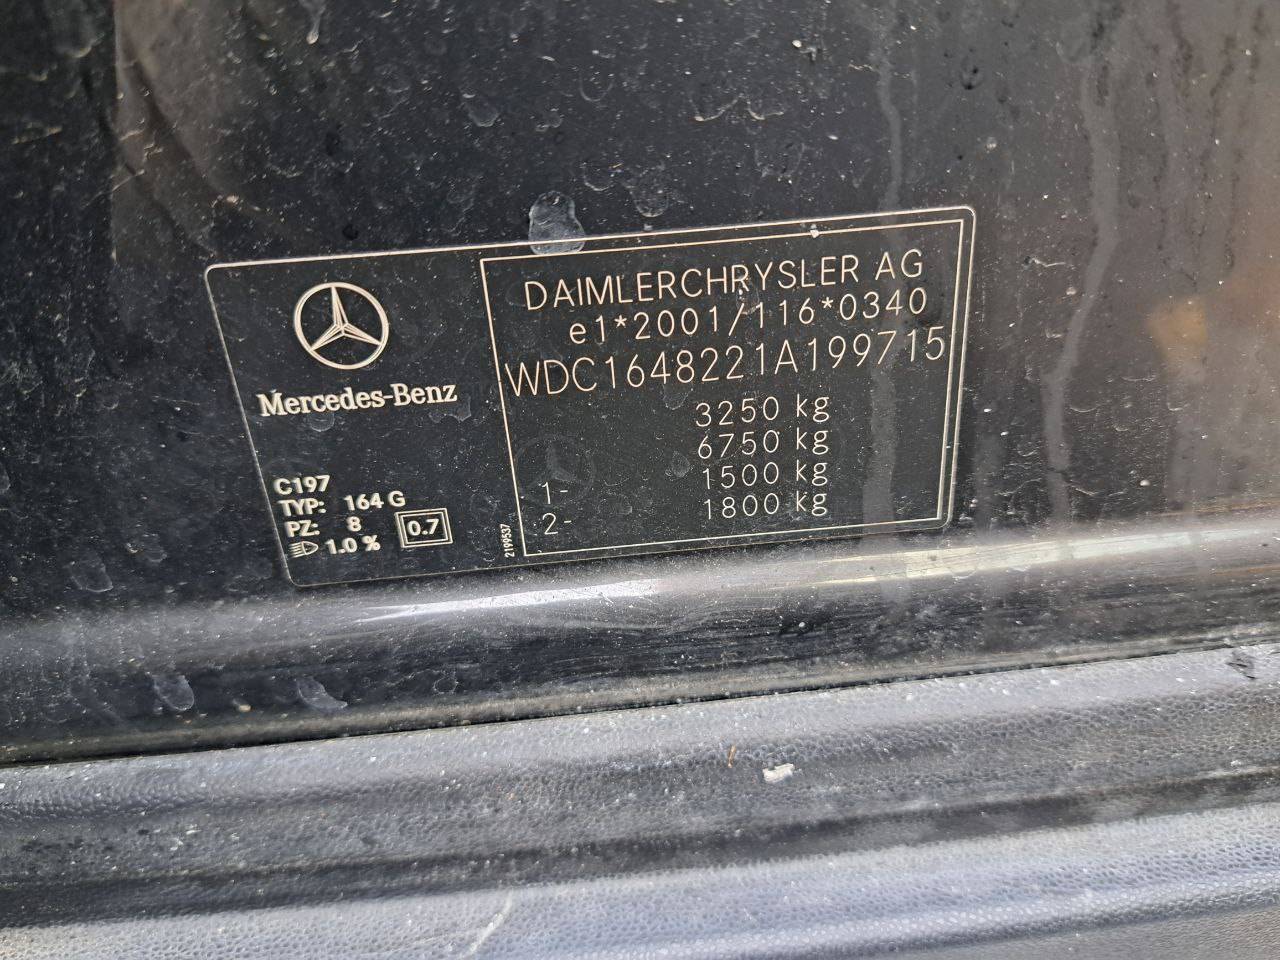 Mercedes-Benz
C197
TYP: 164 G
PZ: 8
1.0 %
0.7
2199537
DAIMLERCHRYSLER AG
e1*2001/116*0340
WDC1648221A199715
3250 kg
6750 kg
1- 1500 kg
2- 1800 kg